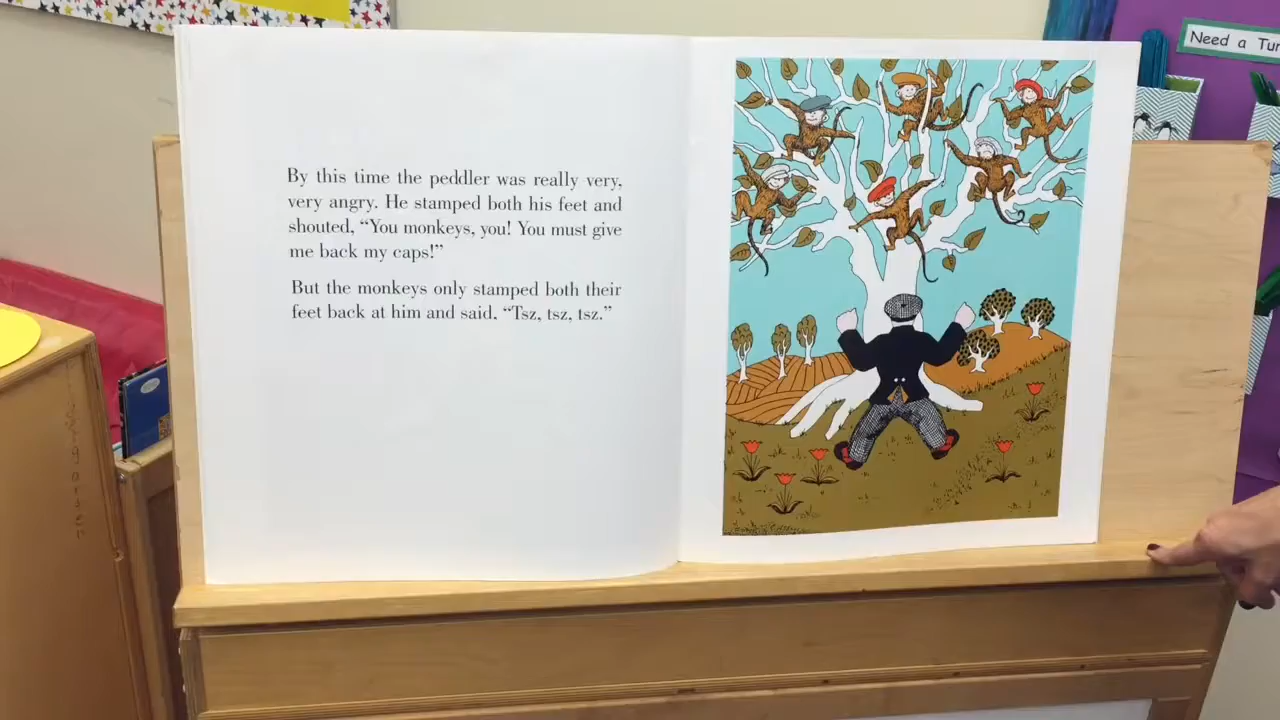 Need a Tur
By this time the peddler was really very,
very angry. He stamped both his feet and
shouted, “You monkeys, you! You must give
me back my caps!”
But the monkeys only stamped both their
feet back at him and said, “Tsz, tsz, tsz.”